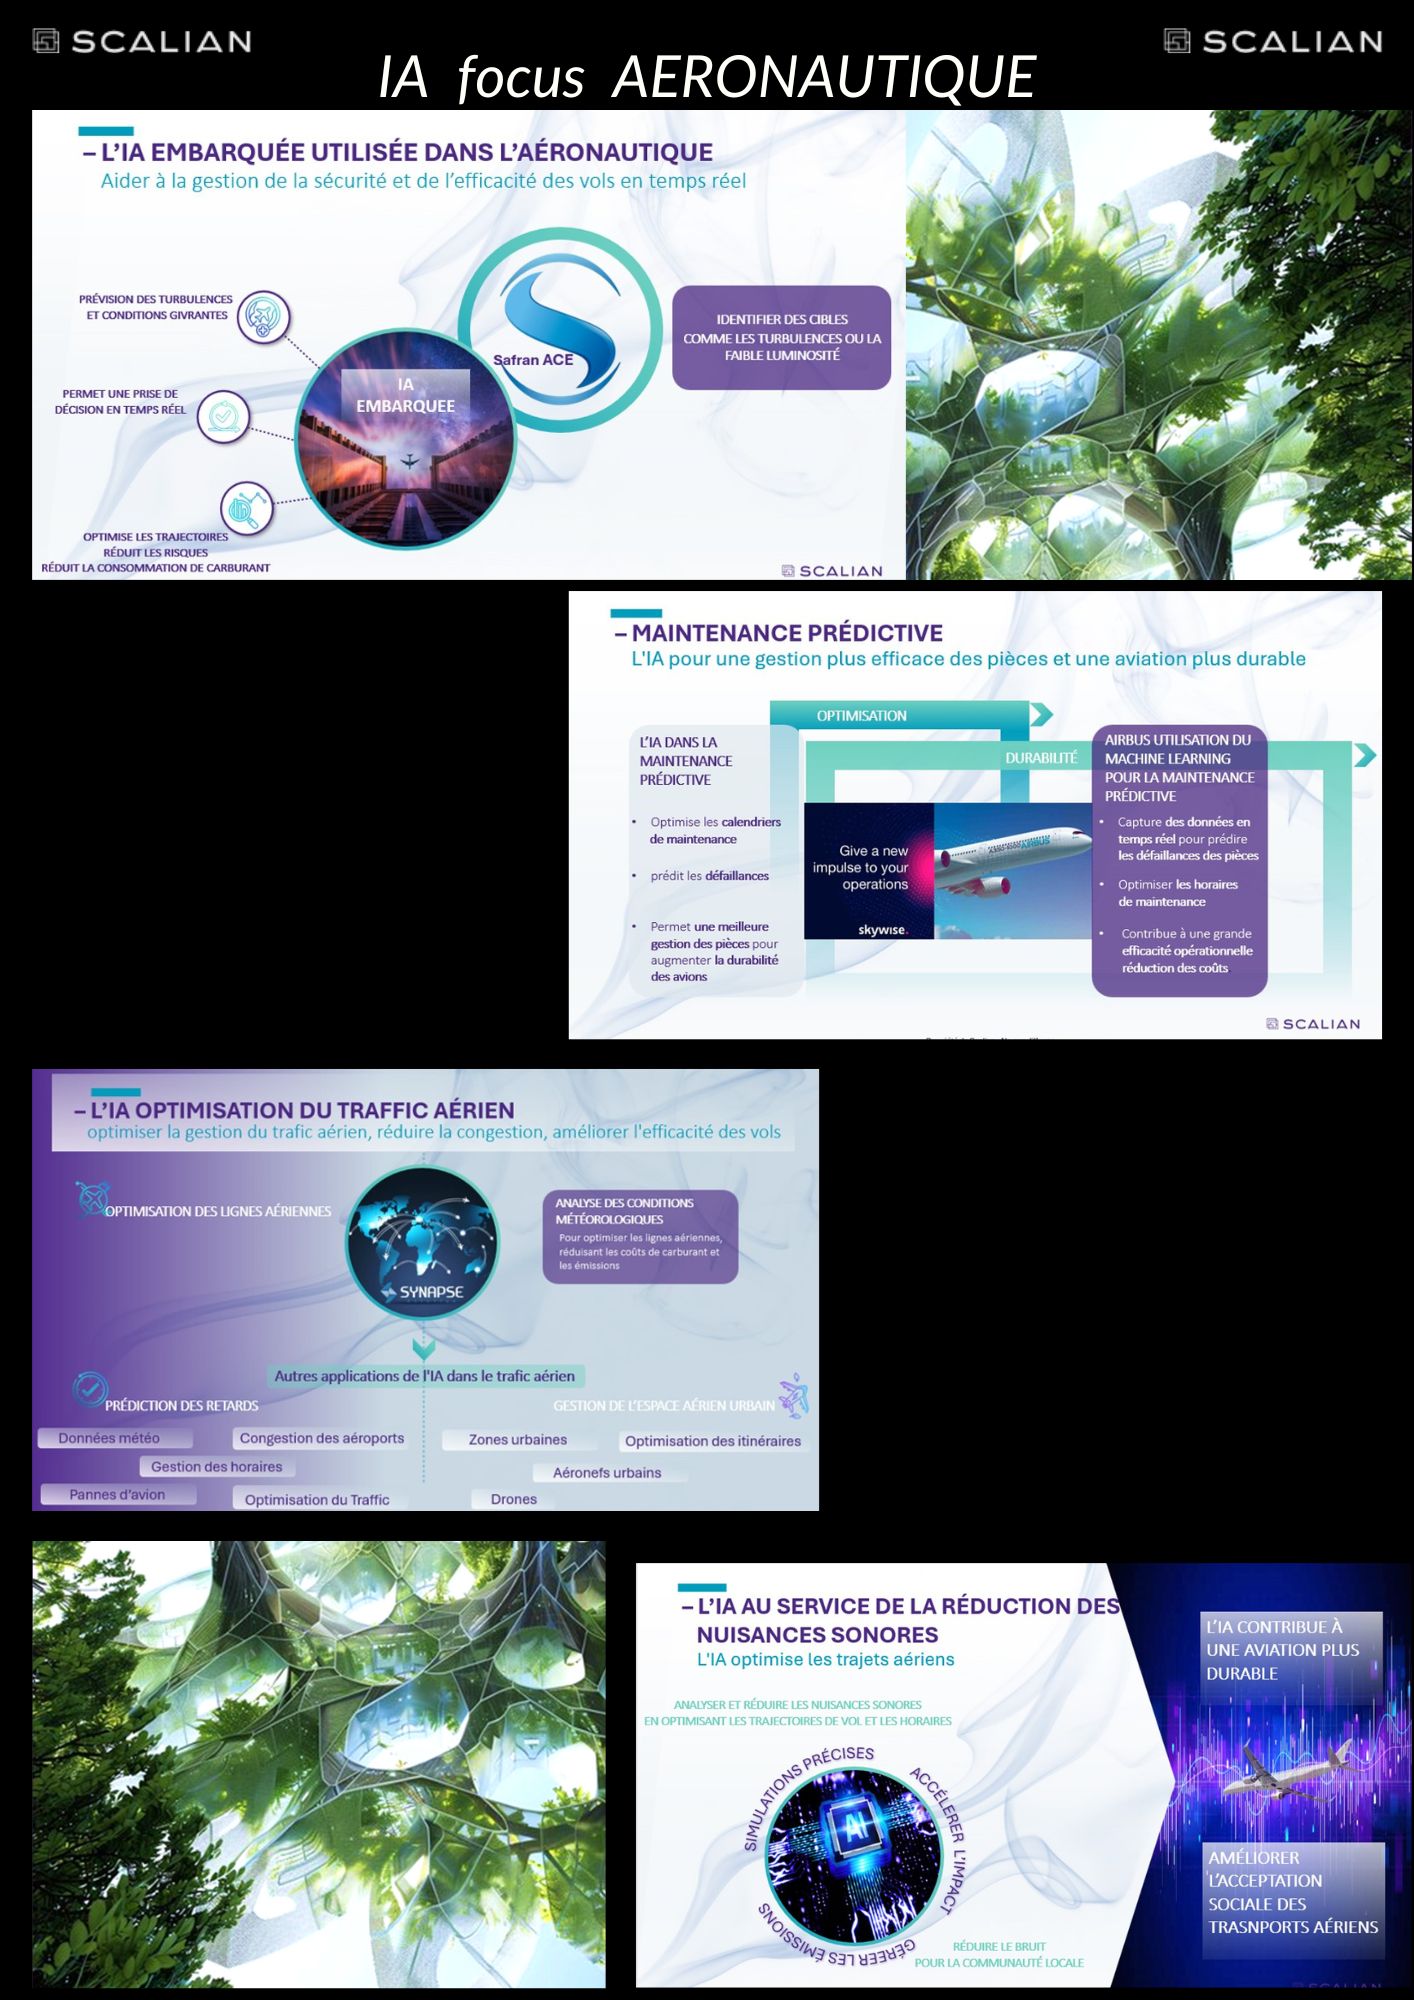 SCALIAN
SCALIAN
IA focus AERONAUTIQUE
– L'IA EMBARQUÉE UTILISÉE DANS L'AÉRONAUTIQUE
Aider à la gestion de la sécurité et de l'efficacité des vols en temps réel
PRÉVISION DES TURBULENCES
ET CONDITIONS GIVRANTES
PERMET UNE PRISE DE
DÉCISION EN TEMPS RÉEL
OPTIMISE LES TRAJECTOIRES
RÉDUIT LES RISQUES
RÉDUIT LA CONSOMMATION DE CARBURANT
IA
EMBARQUEE
Safran ACE
IDENTIFIER DES CIBLES
COMME LES TURBULENCES OU LA
FAIBLE LUMINOSITÉ
SCALIAN
– MAINTENANCE PRÉDICTIVE
L'IA pour une gestion plus efficace des pièces et une aviation plus durable
OPTIMISATION
DURABILITÉ
L'IA DANS LA
MAINTENANCE
PRÉDICTIVE
• Optimise les calendriers
de maintenance
• prédit les défaillances
• Permet une meilleure
gestion des pièces pour
augmenter la durabilité
des avions
Give a new
impulse to your
operations
skywise.
AIRBUS
AIRBUS UTILISATION DU
MACHINE LEARNING
POUR LA MAINTENANCE
PRÉDICTIVE
• Capture des données en
temps réel pour prédire
les défaillances des pièces
• Optimiser les horaires
de maintenance
• Contribue à une grande
efficacité opérationnelle
réduction des coûts
SCALIAN
– L'IA OPTIMISATION DU TRAFFIC AÉRIEN
optimiser la gestion du trafic aérien, réduire la congestion, améliorer l'efficacité des vols
OPTIMISATION DES LIGNES AÉRIENNES
SYNAPSE
ANALYSE DES CONDITIONS
MÉTÉOROLOGIQUES
Pour optimiser les lignes aériennes,
réduisant les coûts de carburant et
les émissions
Autres applications de l'IA dans le trafic aérien
PRÉDICTION DES RETARDS
GESTION DE L'ESPACE AÉRIEN URBAIN
Données météo
Congestion des aéroports
Gestion des horaires
Pannes d'avion
Optimisation du Traffic
Zones urbaines
Optimisation des itinéraires
Aéronefs urbains
Drones
– L'IA AU SERVICE DE LA RÉDUCTION DES
NUISANCES SONORES
L'IA optimise les trajets aériens
ANALYSER ET RÉDUIRE LES NUISANCES SONORES
EN OPTIMISANT LES TRAJECTOIRES DE VOL ET LES HORAIRES
SIMULATIONS PRÉCISES
ACCÉLERER L'IMPACT
GÉRÉER LES ÉMISSIONS
AI
RÉDUIRE LE BRUIT
POUR LA COMMUNAUTÉ LOCALE
L'IA CONTRIBUE À
UNE AVIATION PLUS
DURABLE
AMÉLIORER
L'ACCEPTATION
SOCIALE DES
TRASNPORTS AÉRIENS
SCALIAN